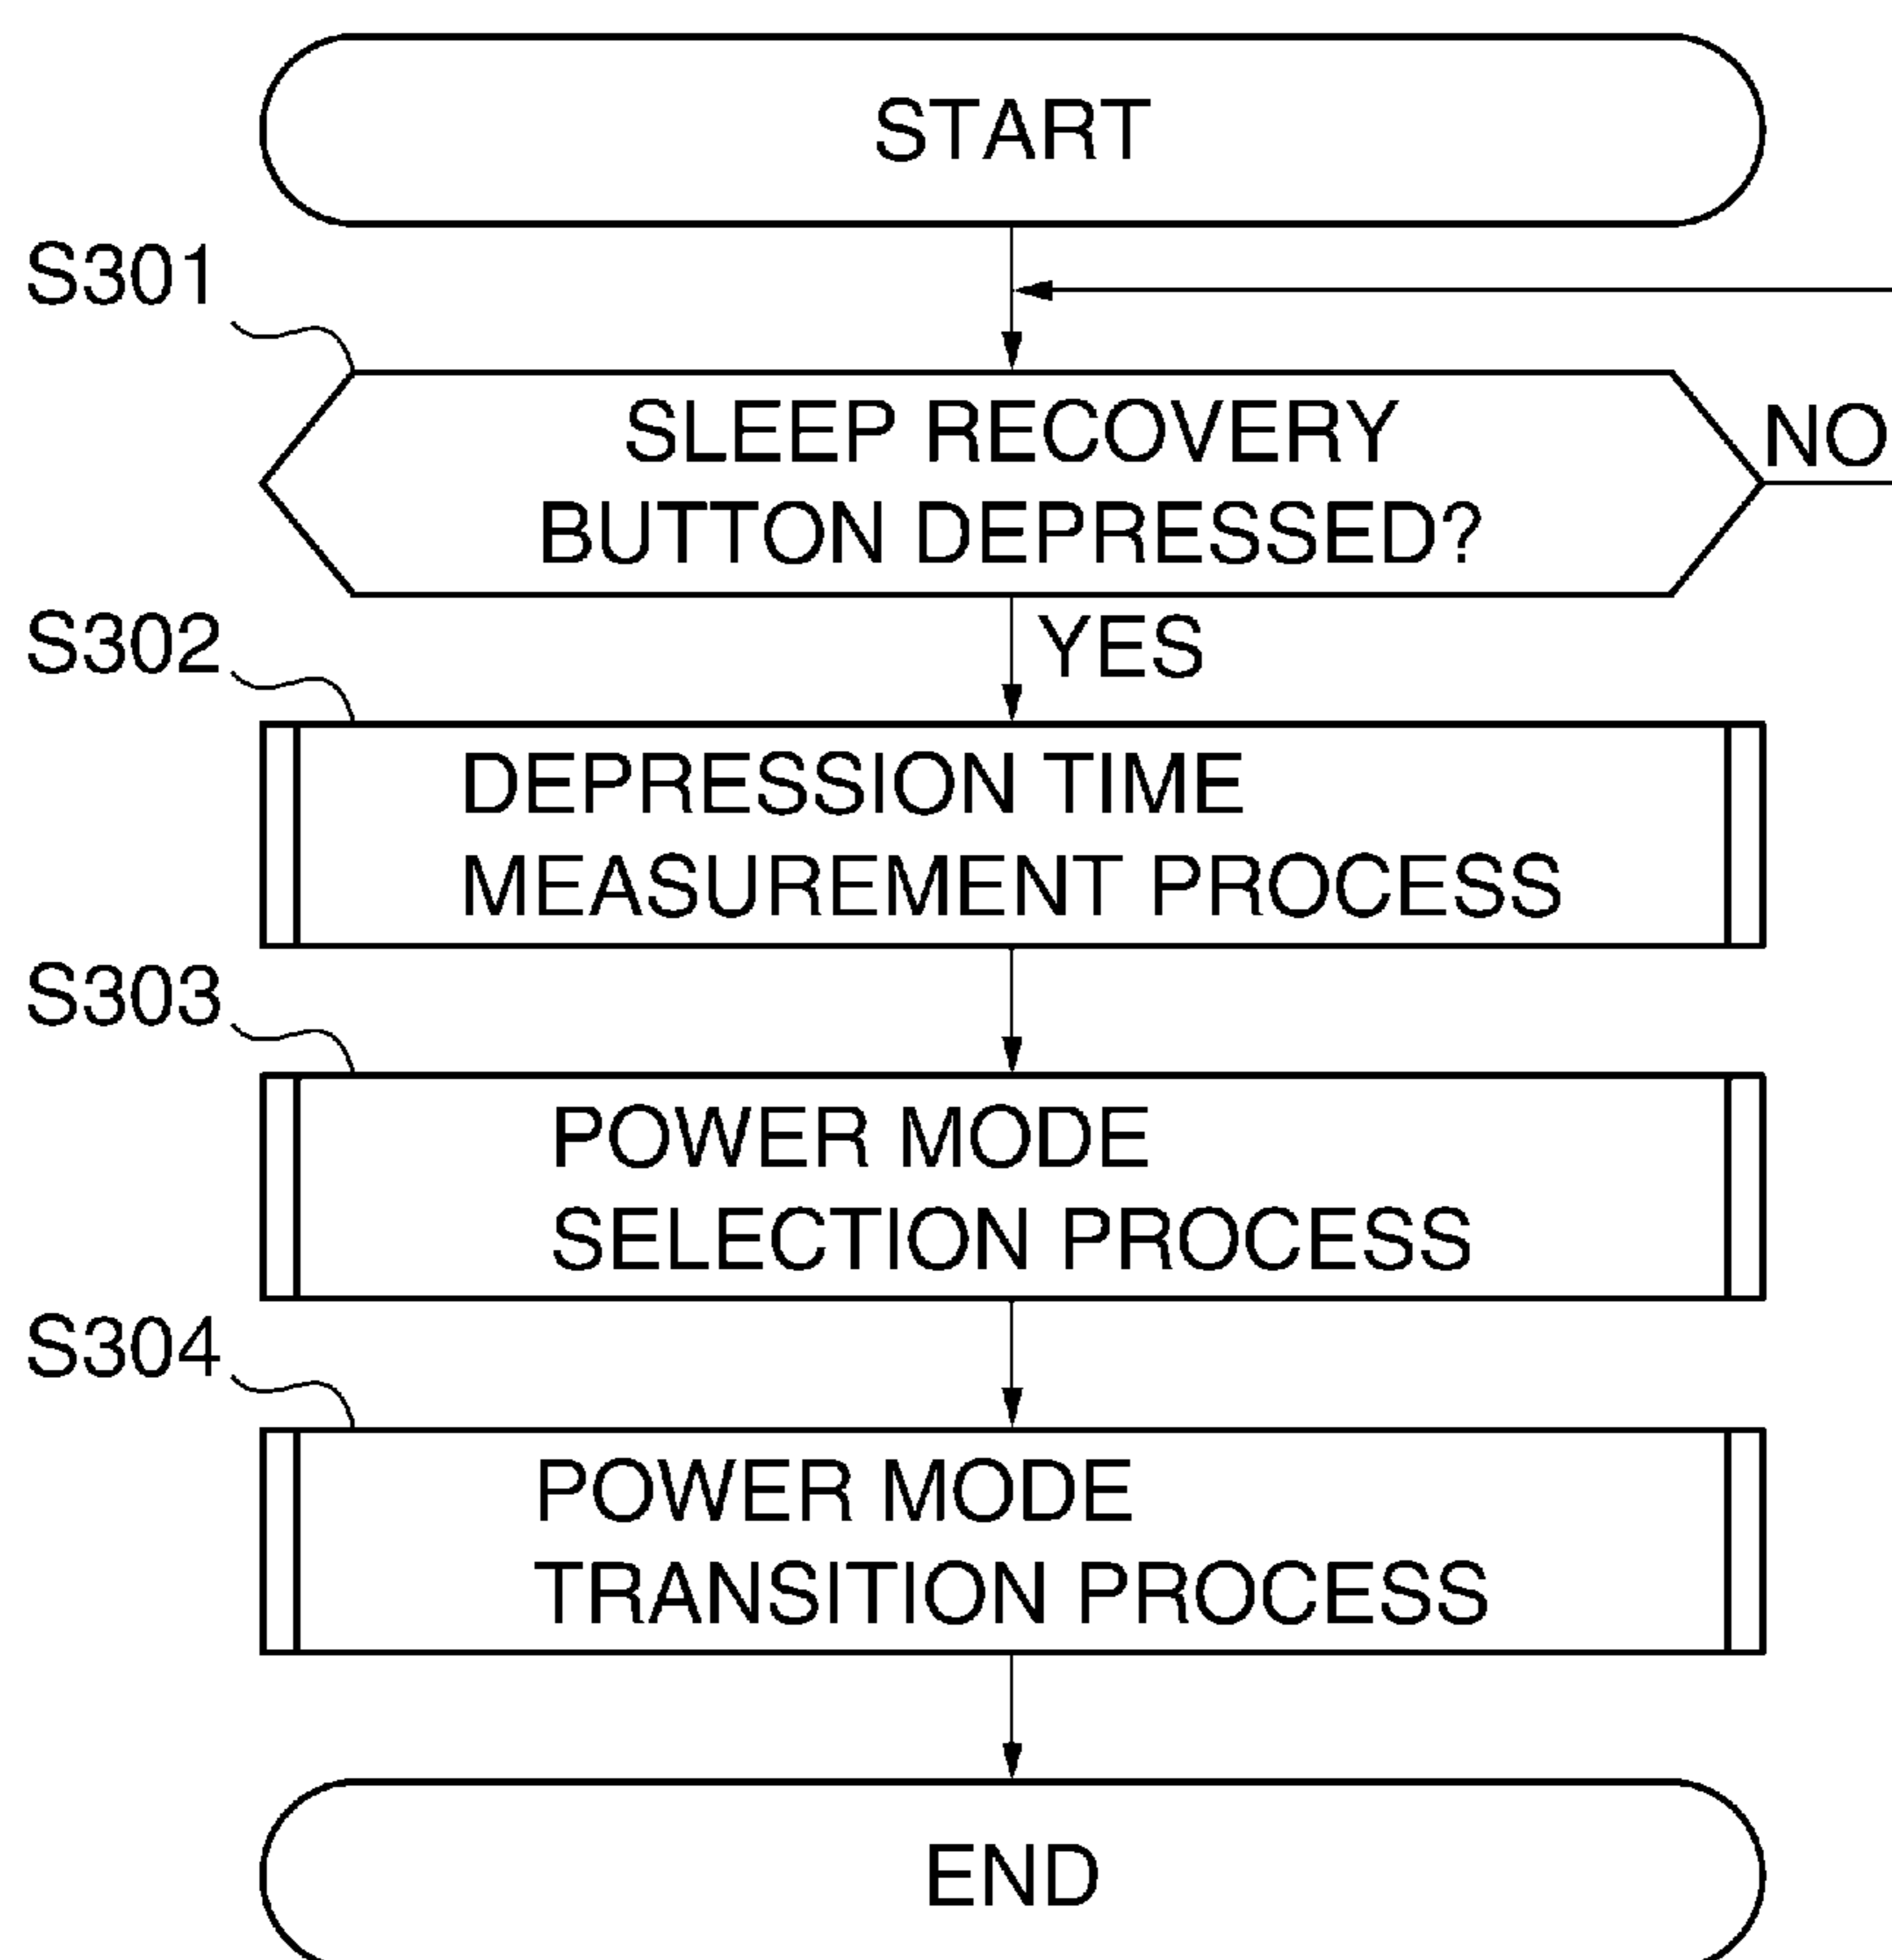 START
S301
SLEEP RECOVERY
BUTTON DEPRESSED?
NO
YES
S302
DEPRESSION TIME
MEASUREMENT PROCESS
S303
POWER MODE
SELECTION PROCESS
S304
POWER MODE
TRANSITION PROCESS
END